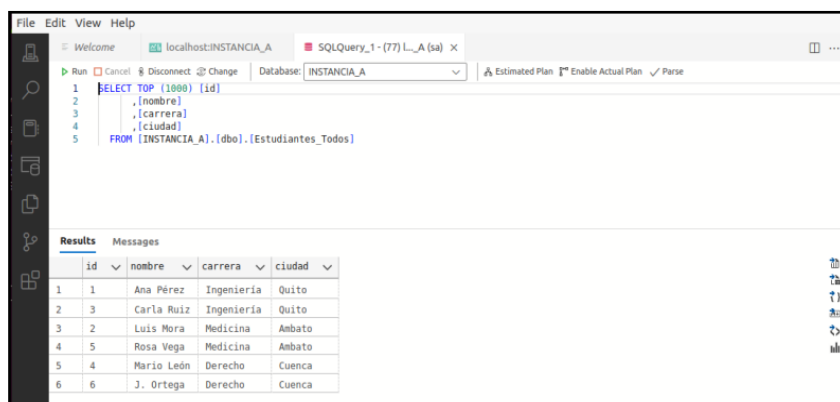 File Edit View Help
Welcome localhost:INSTANCIA_A SQLQuery_1 - (77) l..._A (sa)
Run Cancel Disconnect Change Database: INSTANCIA_A Estimated Plan Enable Actual Plan Parse
1 SELECT TOP (1000) [id]
2 ,[nombre]
3 ,[carrera]
4 ,[ciudad]
5 FROM [INSTANCIA_A].[dbo].[Estudiantes_Todos]
Results Messages
id nombre carrera ciudad
1 1 Ana Pérez Ingeniería Quito
2 3 Carla Ruiz Ingeniería Quito
3 2 Luis Mora Medicina Ambato
4 5 Rosa Vega Medicina Ambato
5 4 Mario León Derecho Cuenca
6 6 J. Ortega Derecho Cuenca